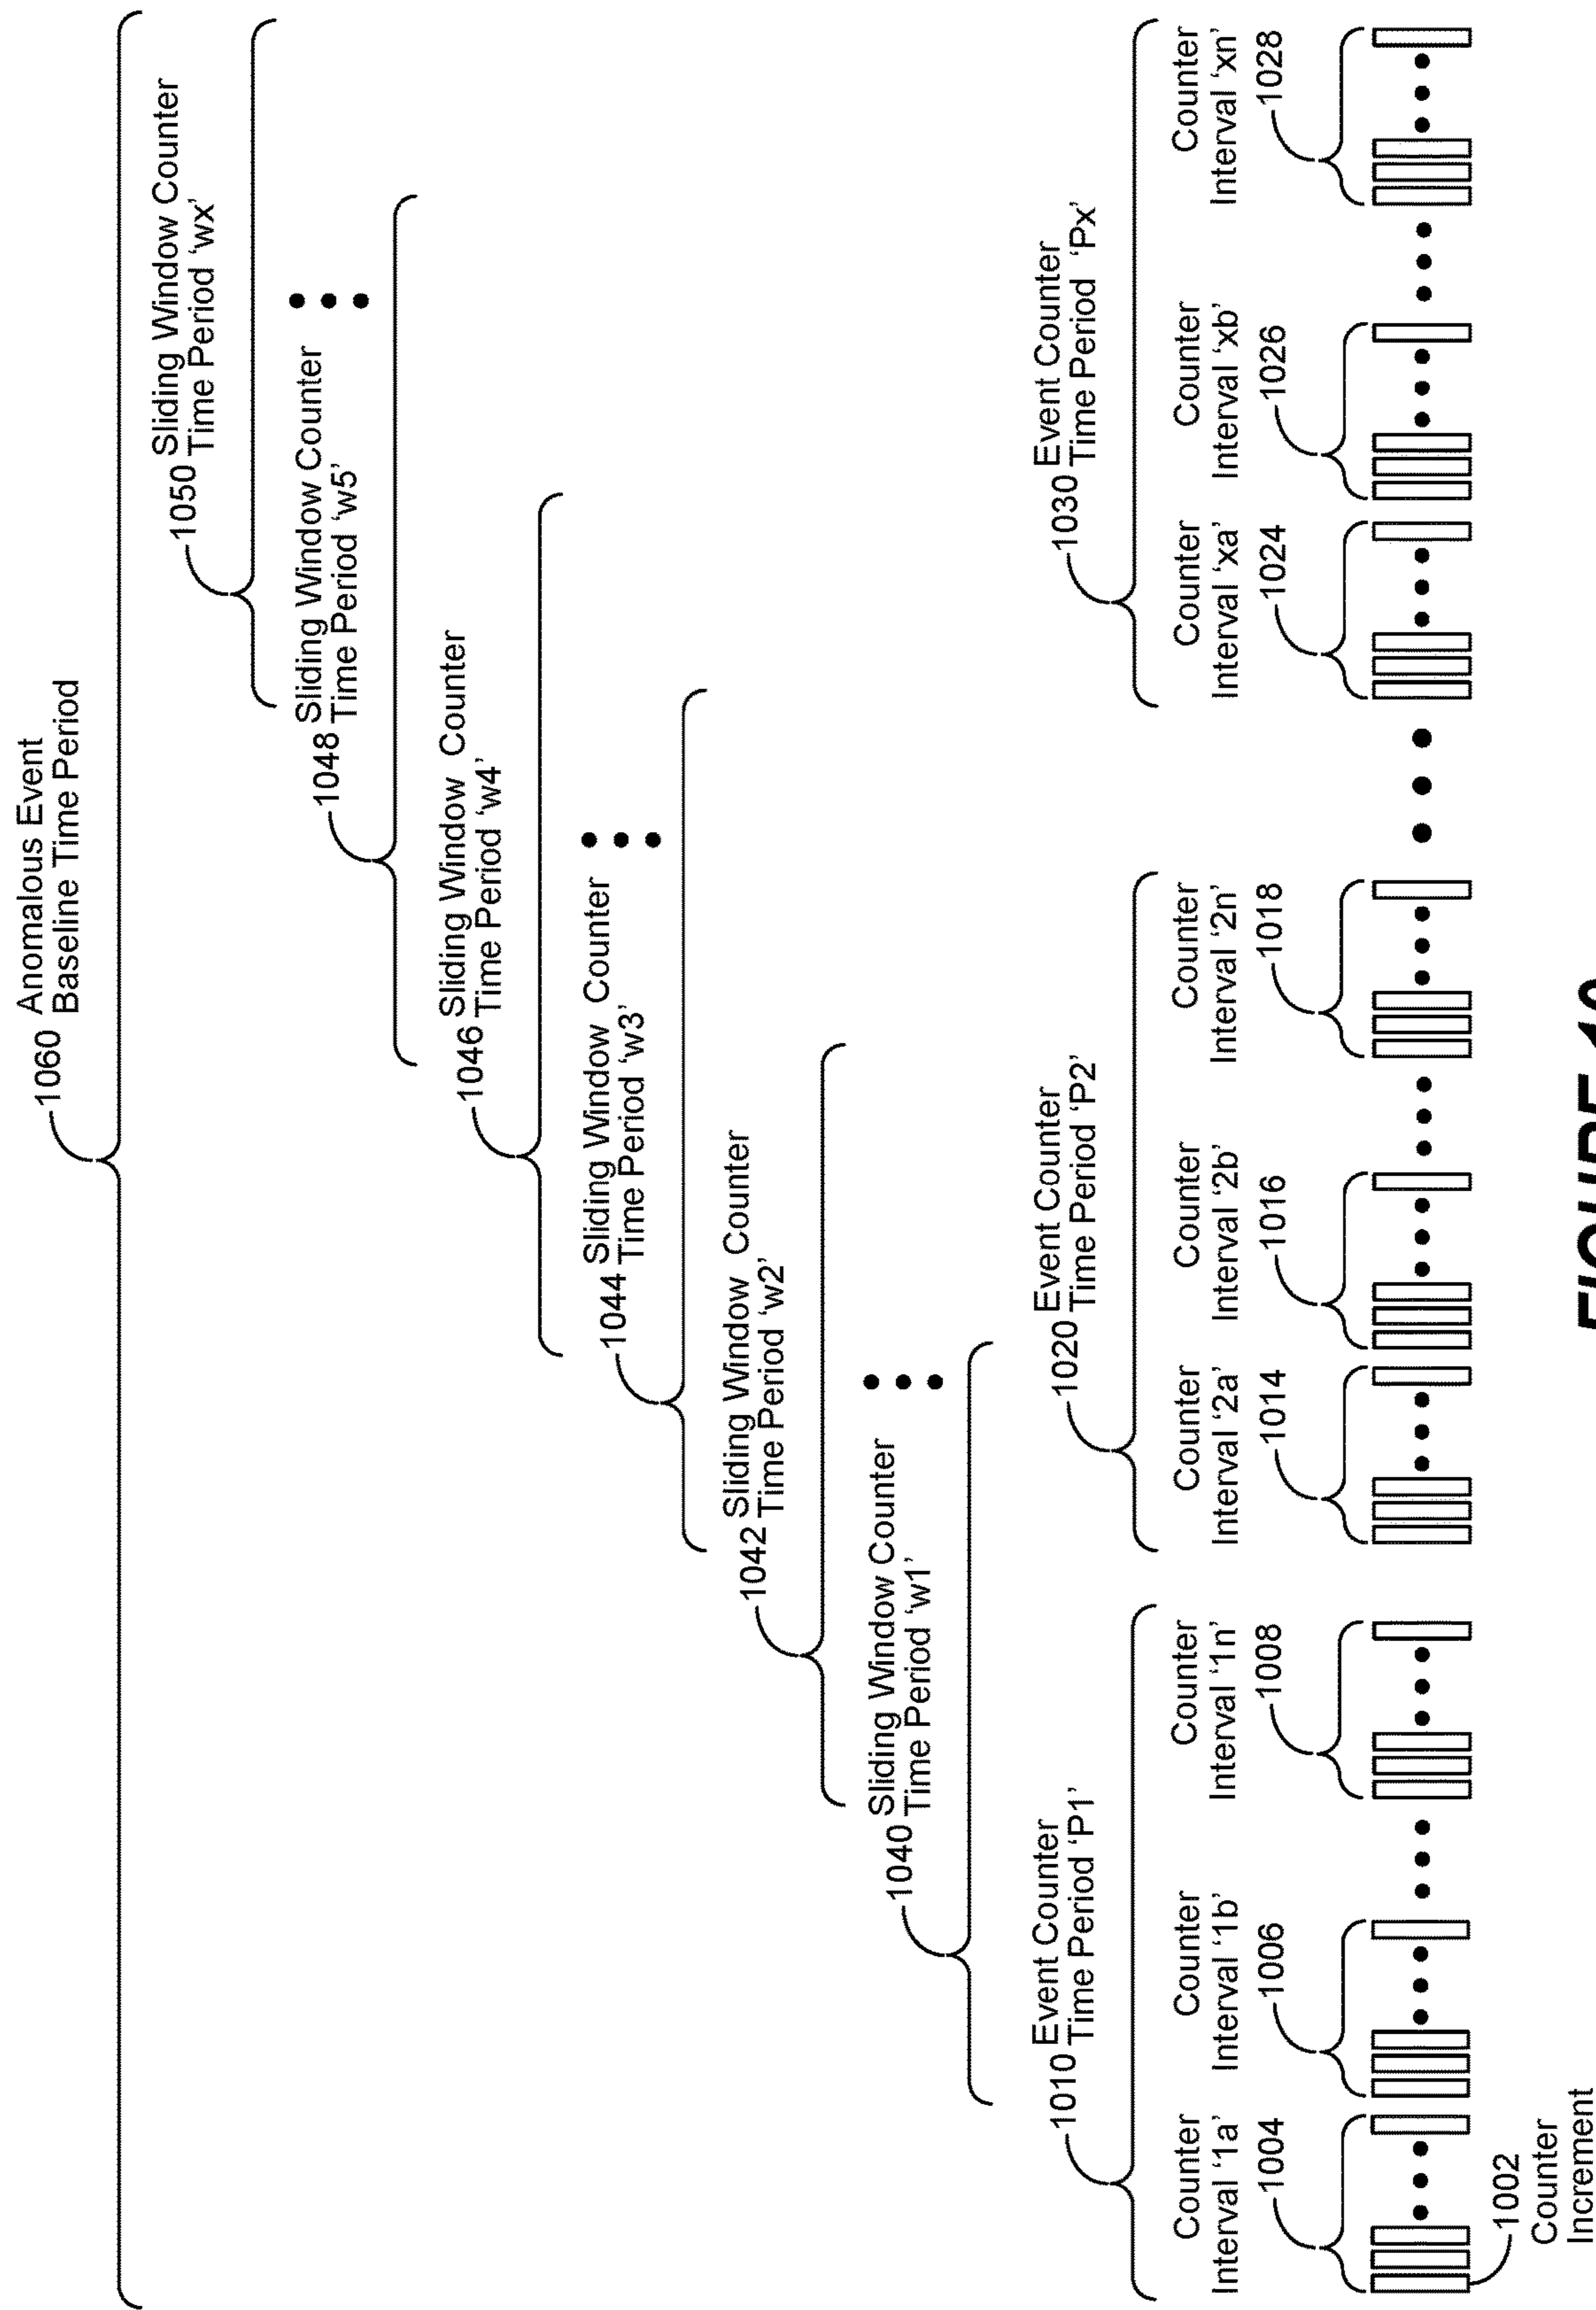 1060 Anomalous Event
Baseline Time Period
1050 Sliding Window Counter
Time Period 'wx'
1048 Sliding Window Counter
Time Period 'w5'
1046 Sliding Window Counter
Time Period 'w4'
1044 Sliding Window Counter
Time Period 'w3'
1042 Sliding Window Counter
Time Period 'w2'
1040 Sliding Window Counter
Time Period 'w1'
1010 Event Counter
Time Period 'P1'
1020 Event Counter
Time Period 'P2'
1030 Event Counter
Time Period 'Px'
Counter
Interval '1a'
1004
Counter
Interval '1b'
1006
Counter
Interval '1n'
1008
Counter
Interval '2a'
1014
Counter
Interval '2b'
1016
Counter
Interval '2n'
1018
Counter
Interval 'xa'
1024
Counter
Interval 'xb'
1026
Counter
Interval 'xn'
1028
1002
Counter
Increment
FIGURE 10